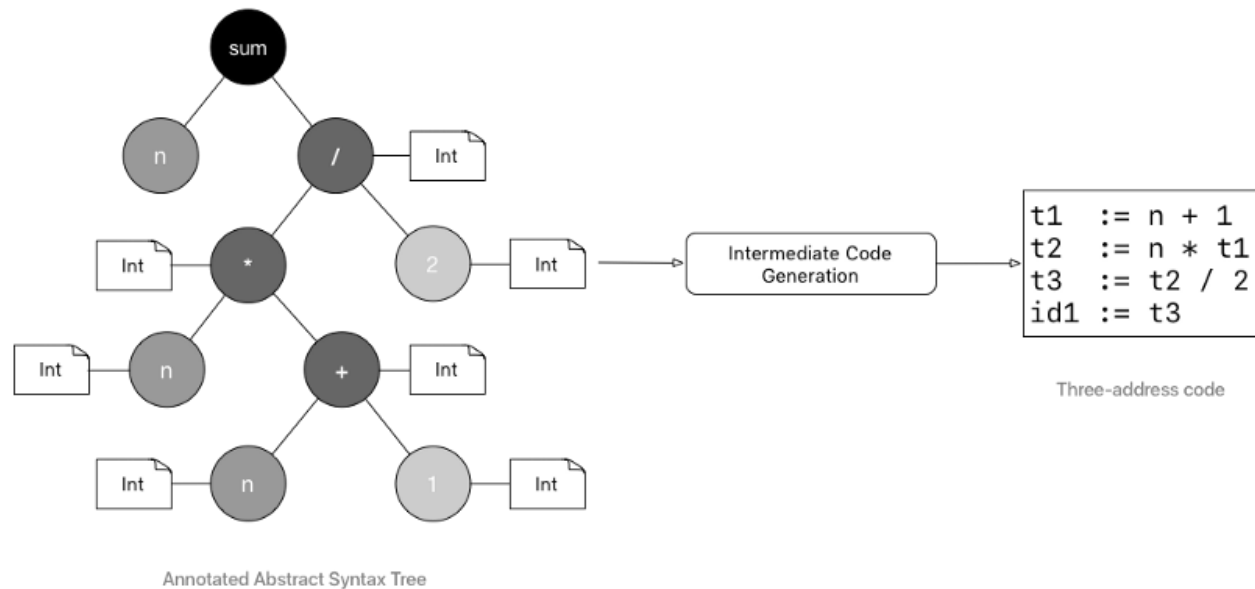 sum
n
/
Int
Int
*
2
Int
Int
n
+
Int
Int
n
1
Int
Annotated Abstract Syntax Tree
Intermediate Code
Generation
t1 := n + 1
t2 := n * t1
t3 := t2 / 2
id1 := t3
Three-address code